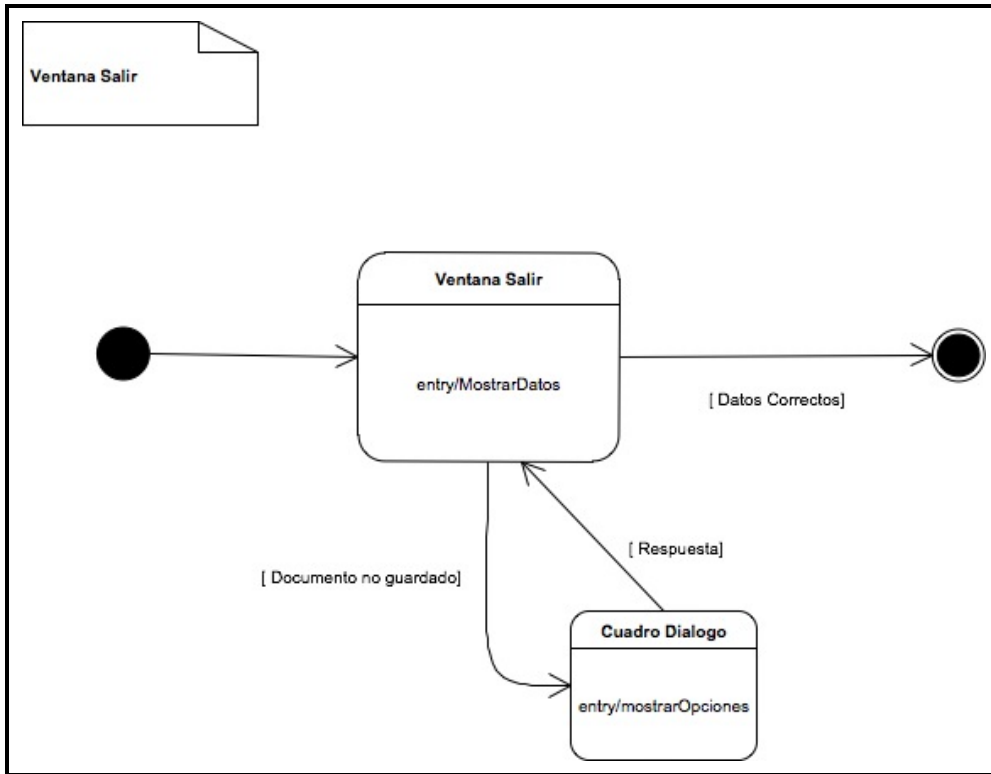 Ventana Salir
Ventana Salir
entry/MostrarDatos
[ Datos Correctos]
[ Respuesta]
[ Documento no guardado]
Cuadro Dialogo
entry/mostrarOpciones